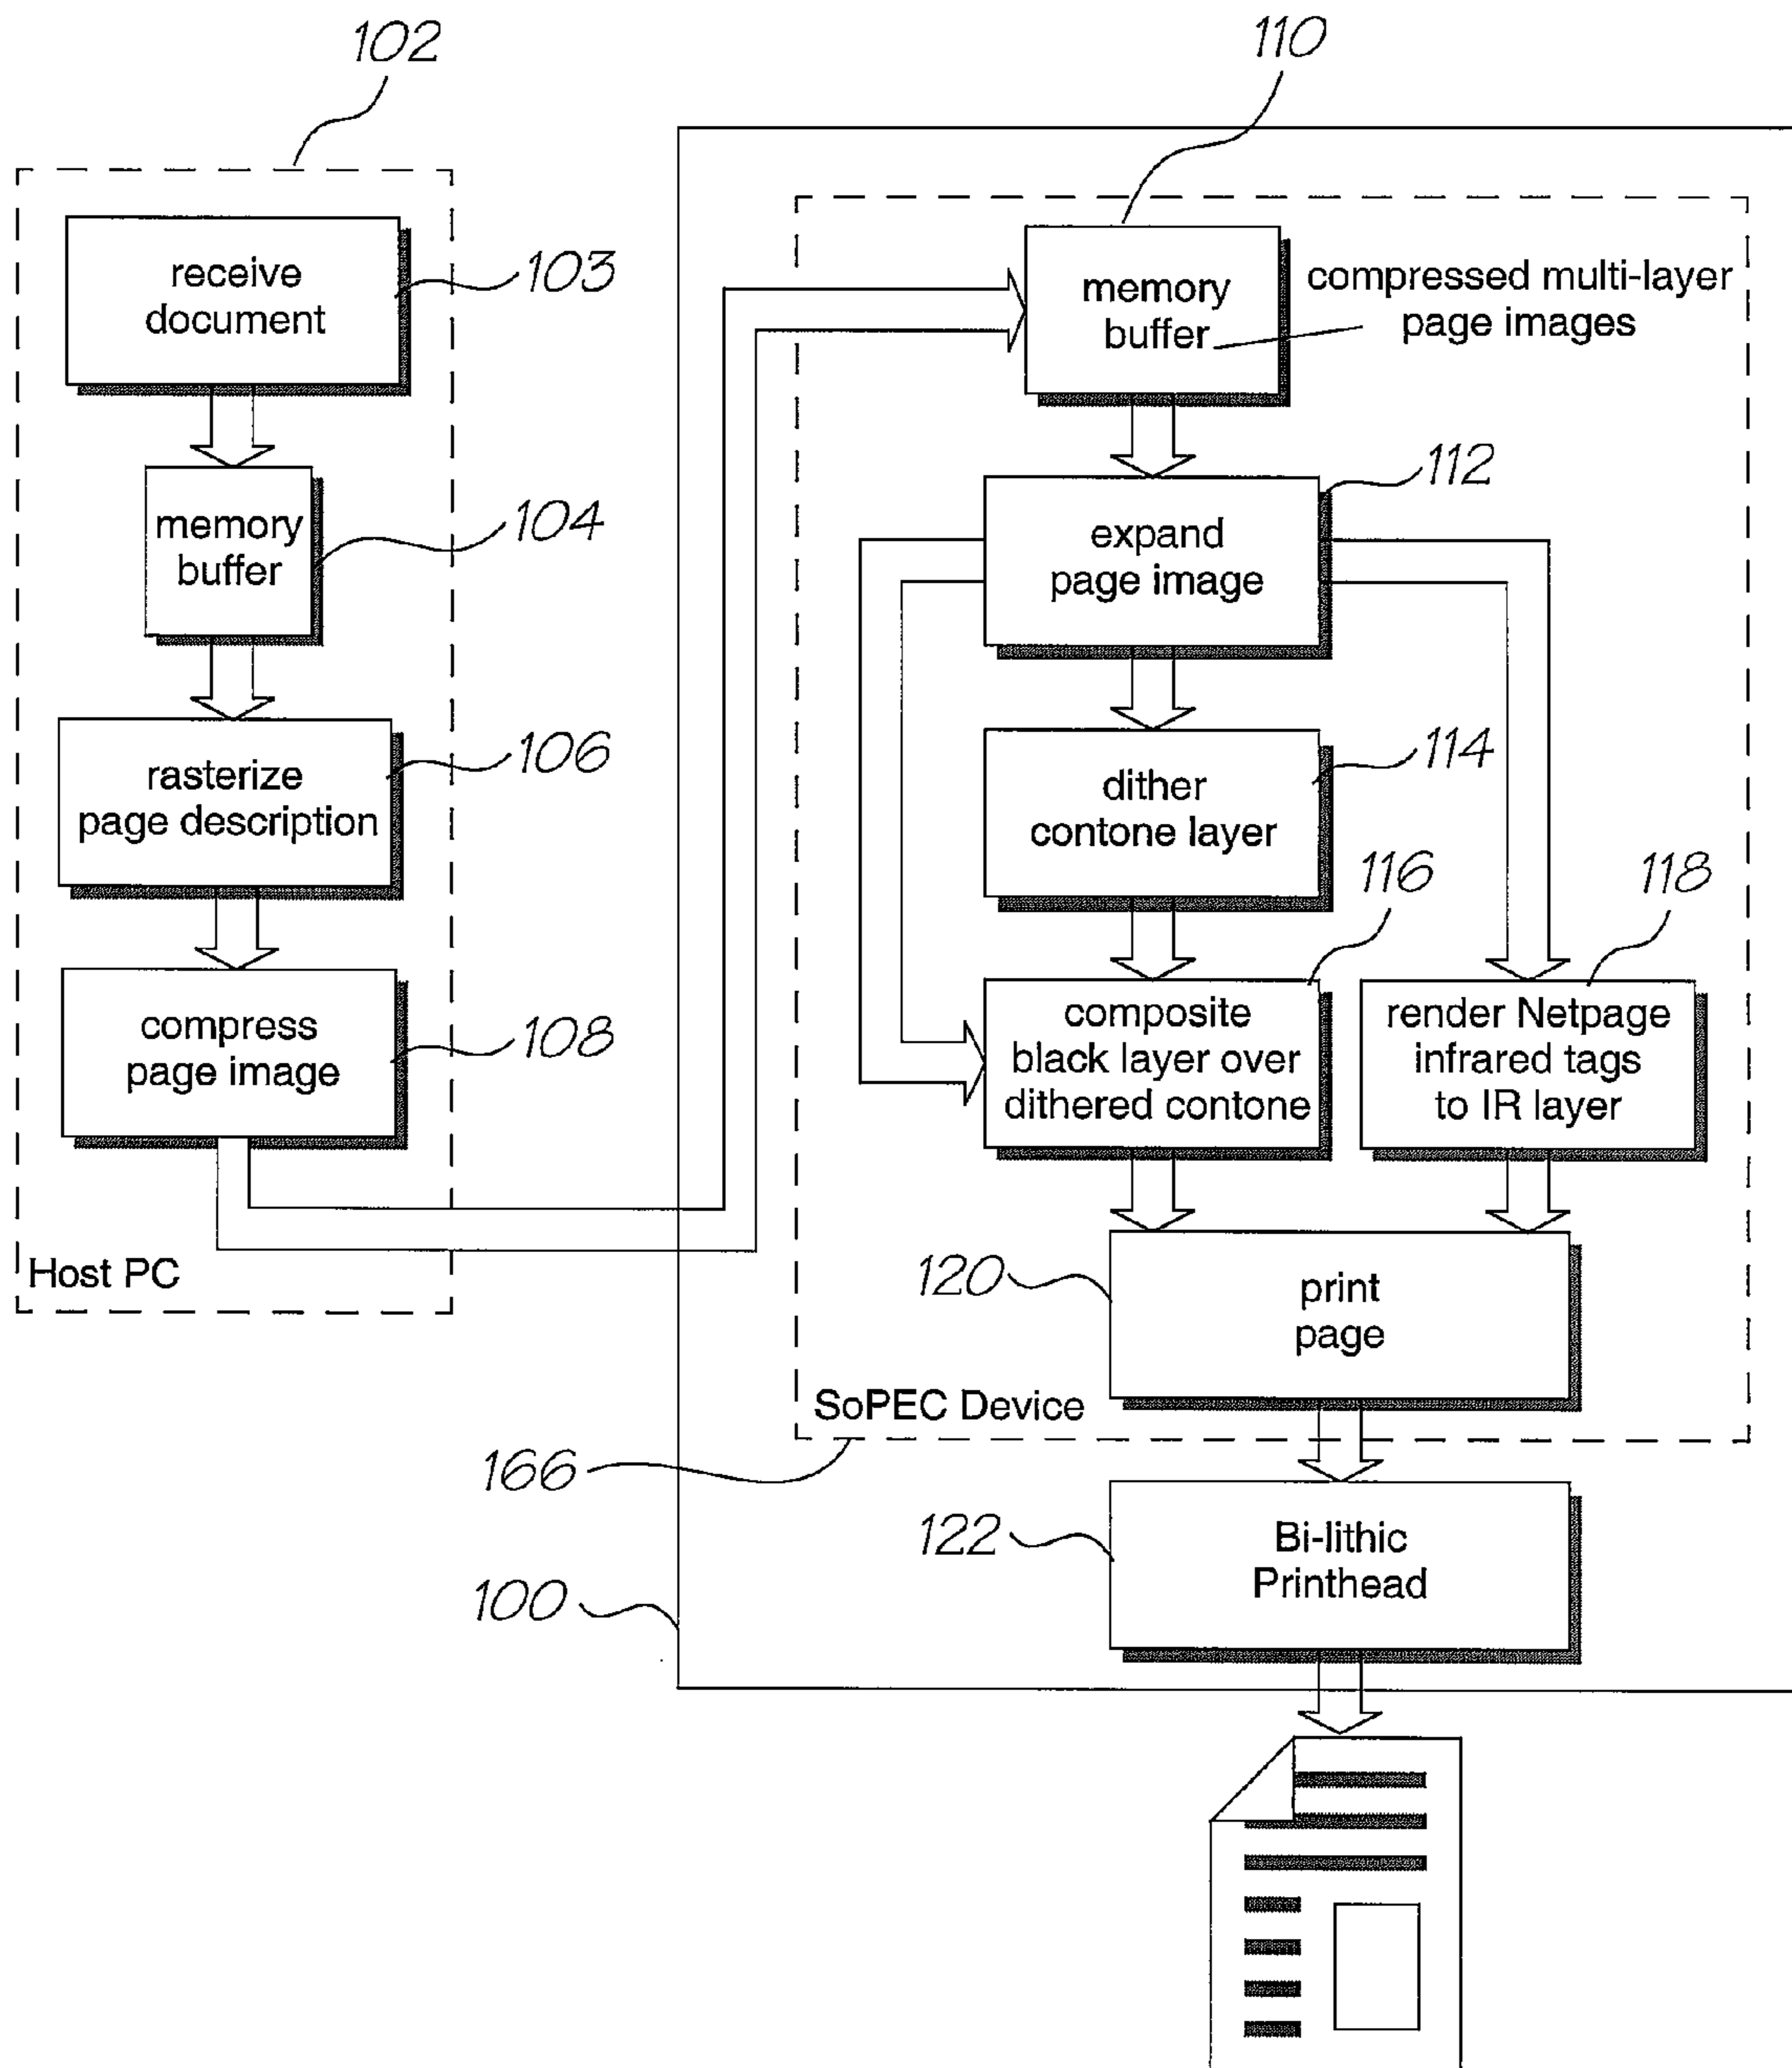 102
110
receive
document
103
memory
buffer
compressed multi-layer
page images
memory
buffer
104
expand
page image
112
rasterize
page description
106
dither
contone layer
114
116
118
compress
page image
108
composite
black layer over
dithered contone
render Netpage
infrared tags
to IR layer
Host PC
120
print
page
SoPEC Device
166
122
Bi-lithic
Printhead
100